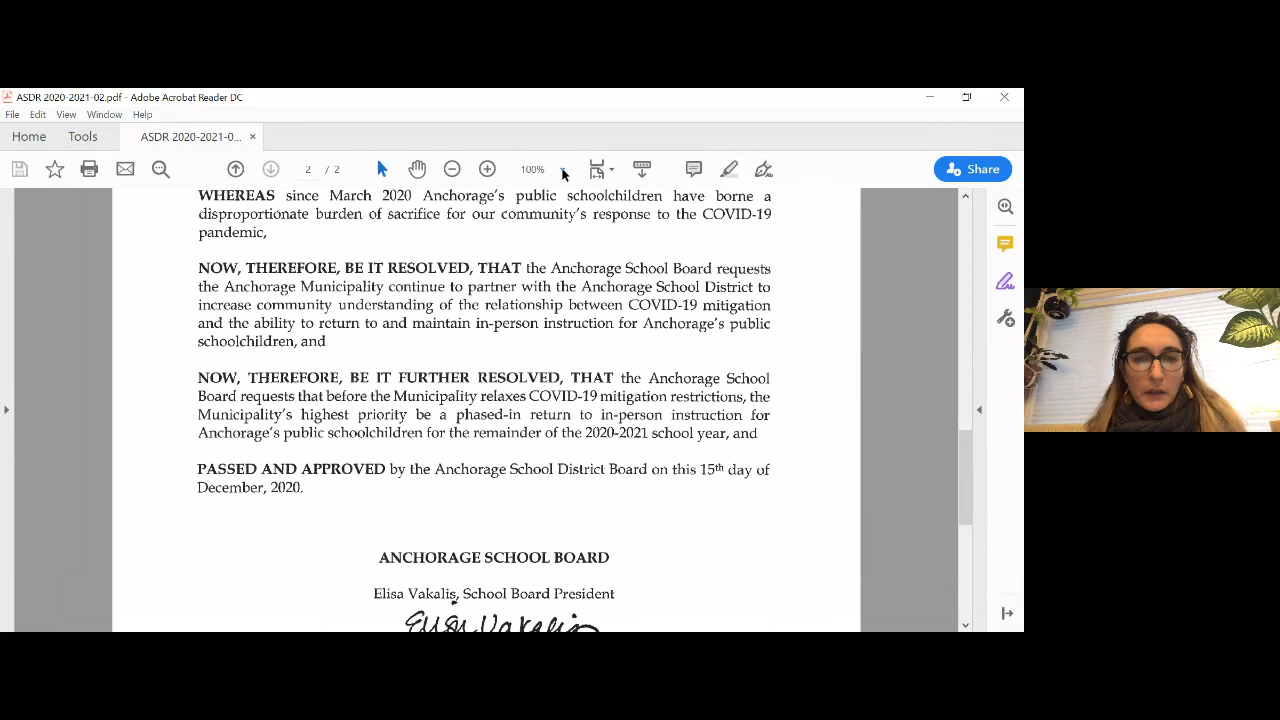 ASDR 2020-2021-02.pdf - Adobe Acrobat Reader DC
File Edit View Window Help
Home Tools ASDR 2020-2021-0... ×
2 / 2 100% Share
WHEREAS since March 2020 Anchorage's public schoolchildren have borne a
disproportionate burden of sacrifice for our community's response to the COVID-19
pandemic,
NOW, THEREFORE, BE IT RESOLVED, THAT the Anchorage School Board requests
the Anchorage Municipality continue to partner with the Anchorage School District to
increase community understanding of the relationship between COVID-19 mitigation
and the ability to return to and maintain in-person instruction for Anchorage's public
schoolchildren, and
NOW, THEREFORE, BE IT FURTHER RESOLVED, THAT the Anchorage School
Board requests that before the Municipality relaxes COVID-19 mitigation restrictions, the
Municipality's highest priority be a phased-in return to in-person instruction for
Anchorage's public schoolchildren for the remainder of the 2020-2021 school year, and
PASSED AND APPROVED by the Anchorage School District Board on this 15th day of
December, 2020.
ANCHORAGE SCHOOL BOARD
Elisa Vakalis, School Board President
Elisa Vakalis